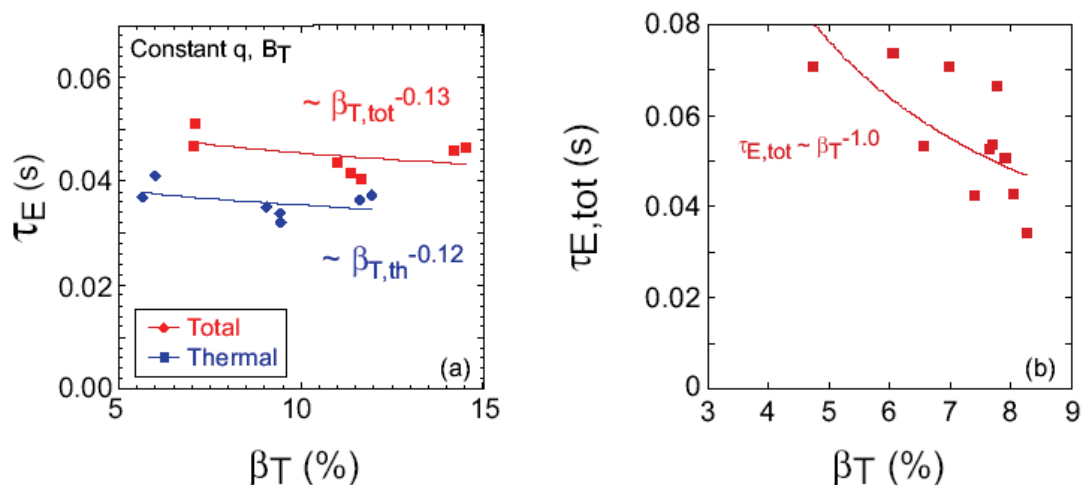 Constant q, BT
~ βT,tot-0.13
~ βT,th-0.12
Total
Thermal
(a)
τE (s)
0.06
0.04
0.02
0.00
5
10
15
βT (%)
τE,tot (s)
0.08
0.06
0.04
0.02
0
τE,tot ~ βT-1.0
(b)
3
4
5
6
7
8
9
βT (%)